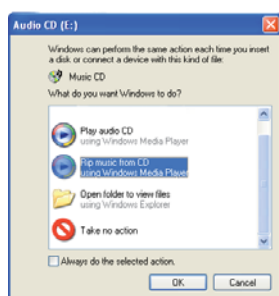 Audio CD (E:)
Windows can perform the same action each time you insert
a disk or connect a device with this kind of file:
Music CD
What do you want Windows to do?
Play audio CD
using Windows Media Player
Rip music from CD
using Windows Media Player
Open folder to view files
using Windows Explorer
Take no action
Always do the selected action.
OK
Cancel